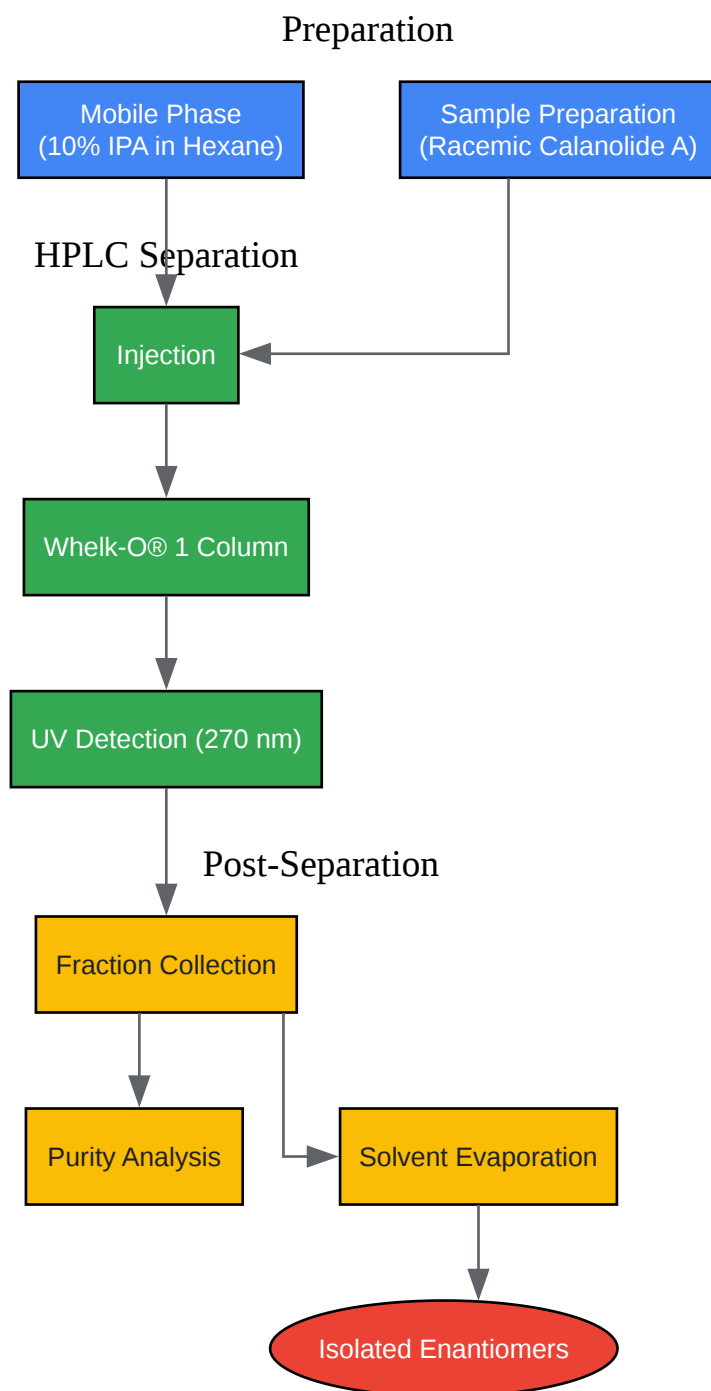 Preparation
Mobile Phase
(10% IPA in Hexane)
Sample Preparation
(Racemic Calanolide A)
HPLC Separation
Injection
Whelk-O® 1 Column
UV Detection (270 nm)
Post-Separation
Fraction Collection
Purity Analysis
Solvent Evaporation
Isolated Enantiomers